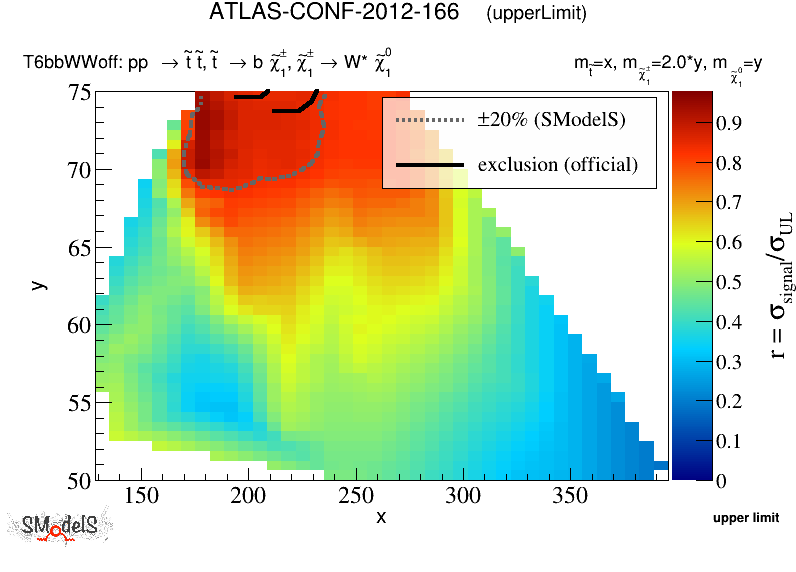 ATLAS-CONF-2012-166 (upperLimit)
T6bbWWoff: pp → t̃ t̃, t̃ → b χ̃₁±, χ̃₁± → W* χ̃₁⁰
m_t̃=x, m_χ̃₁±=2.0*y, m_χ̃₁⁰=y
±20% (SModelS)
exclusion (official)
75
70
65
60
55
50
y
150 200 250 300 350
x
0.9
0.8
0.7
0.6
0.5
0.4
0.3
0.2
0.1
0
r = σ_signal/σ_UL
SModelS
upper limit